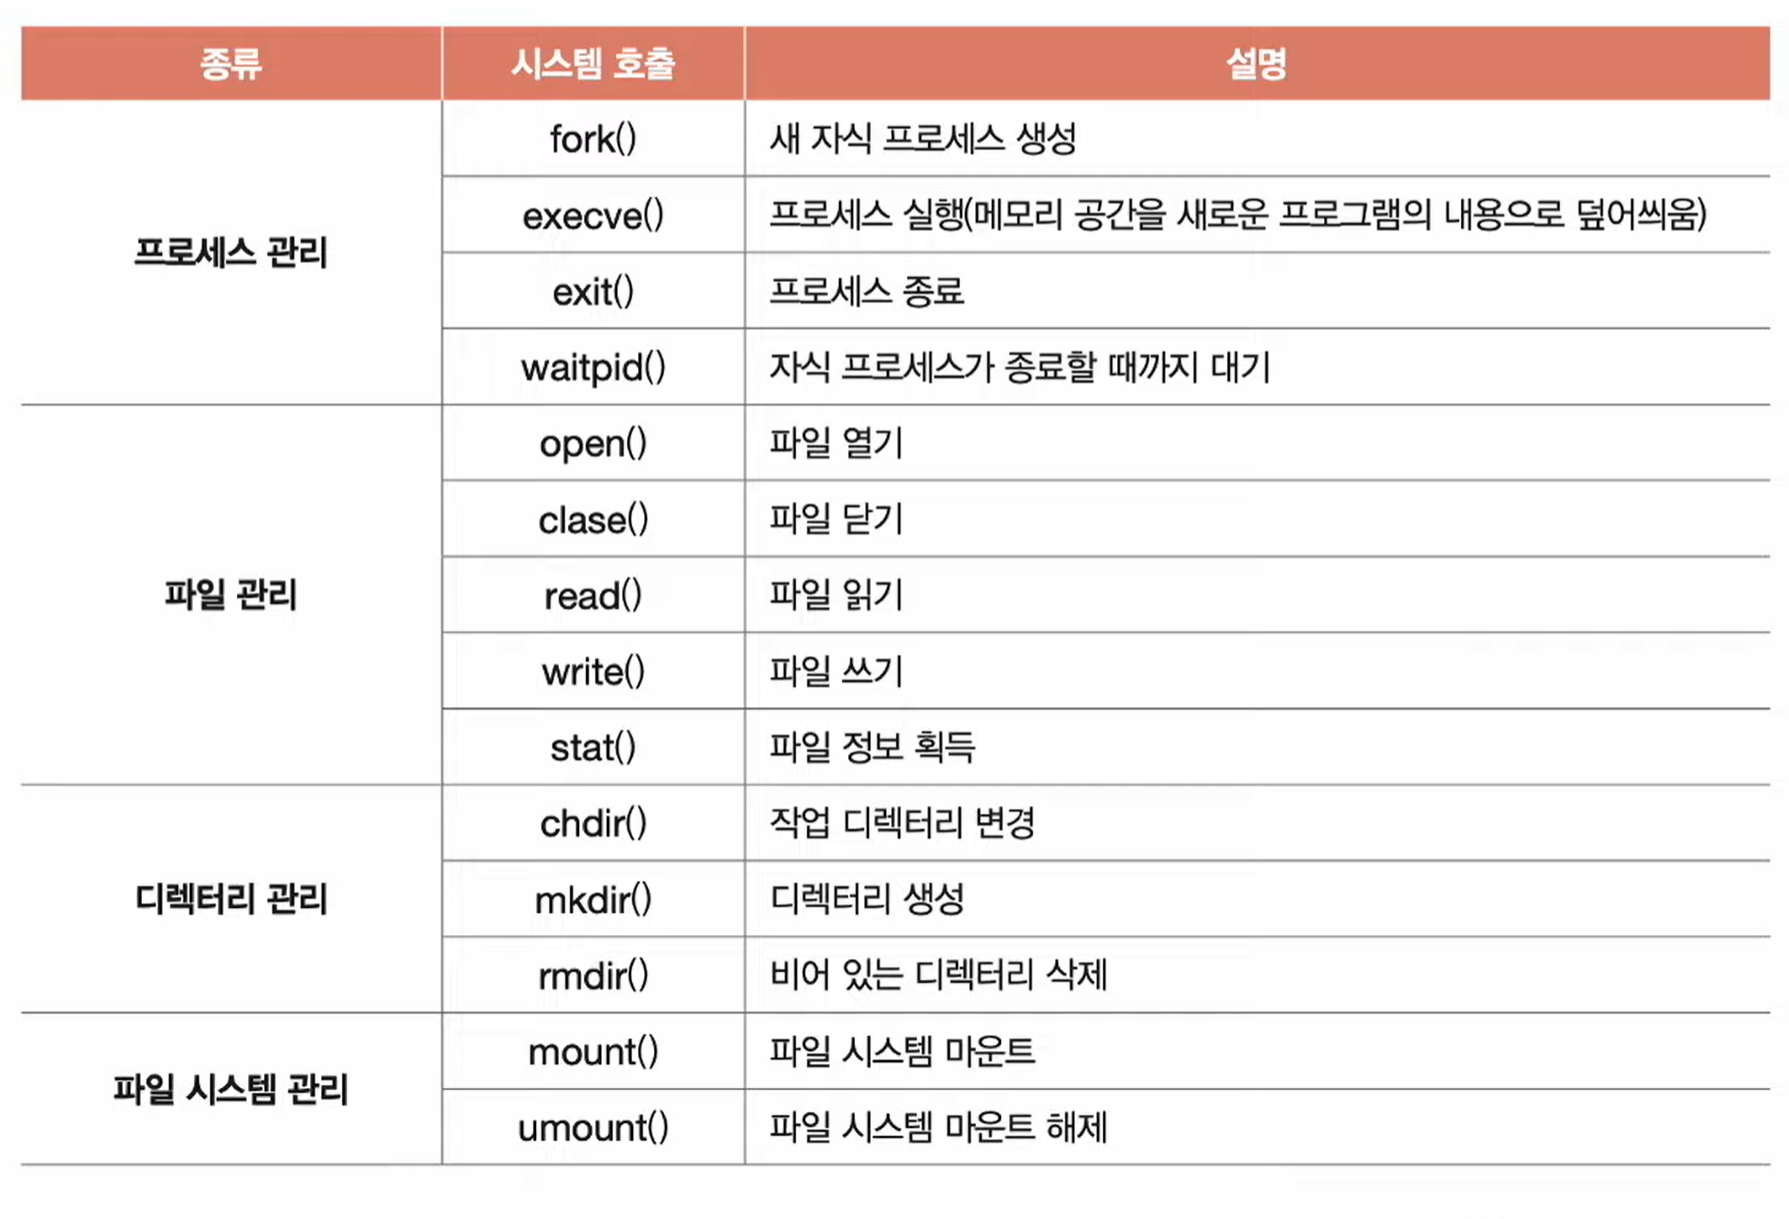 종류 시스템 호출 설명
프로세스 관리
fork() 새 자식 프로세스 생성
execve() 프로세스 실행(메모리 공간을 새로운 프로그램의 내용으로 덮어씌움)
exit() 프로세스 종료
waitpid() 자식 프로세스가 종료할 때까지 대기
파일 관리
open() 파일 열기
clase() 파일 닫기
read() 파일 읽기
write() 파일 쓰기
stat() 파일 정보 획득
디렉터리 관리
chdir() 작업 디렉터리 변경
mkdir() 디렉터리 생성
rmdir() 비어 있는 디렉터리 삭제
파일 시스템 관리
mount() 파일 시스템 마운트
umount() 파일 시스템 마운트 해제